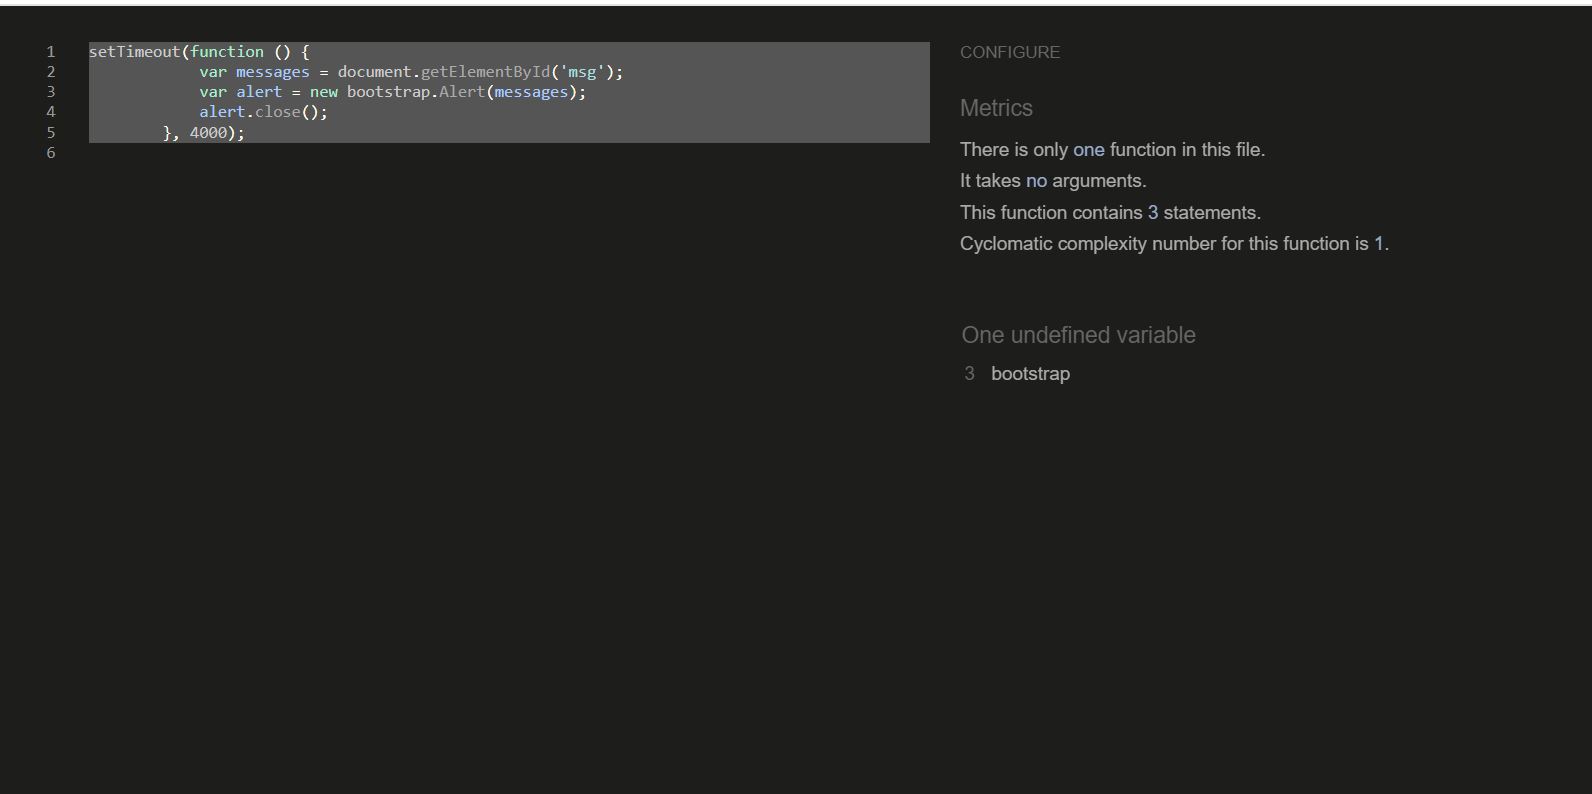 1 setTimeout(function () {
2 var messages = document.getElementById('msg');
3 var alert = new bootstrap.Alert(messages);
4 alert.close();
5 }, 4000);
6
CONFIGURE
Metrics
There is only one function in this file.
It takes no arguments.
This function contains 3 statements.
Cyclomatic complexity number for this function is 1.
One undefined variable
3 bootstrap